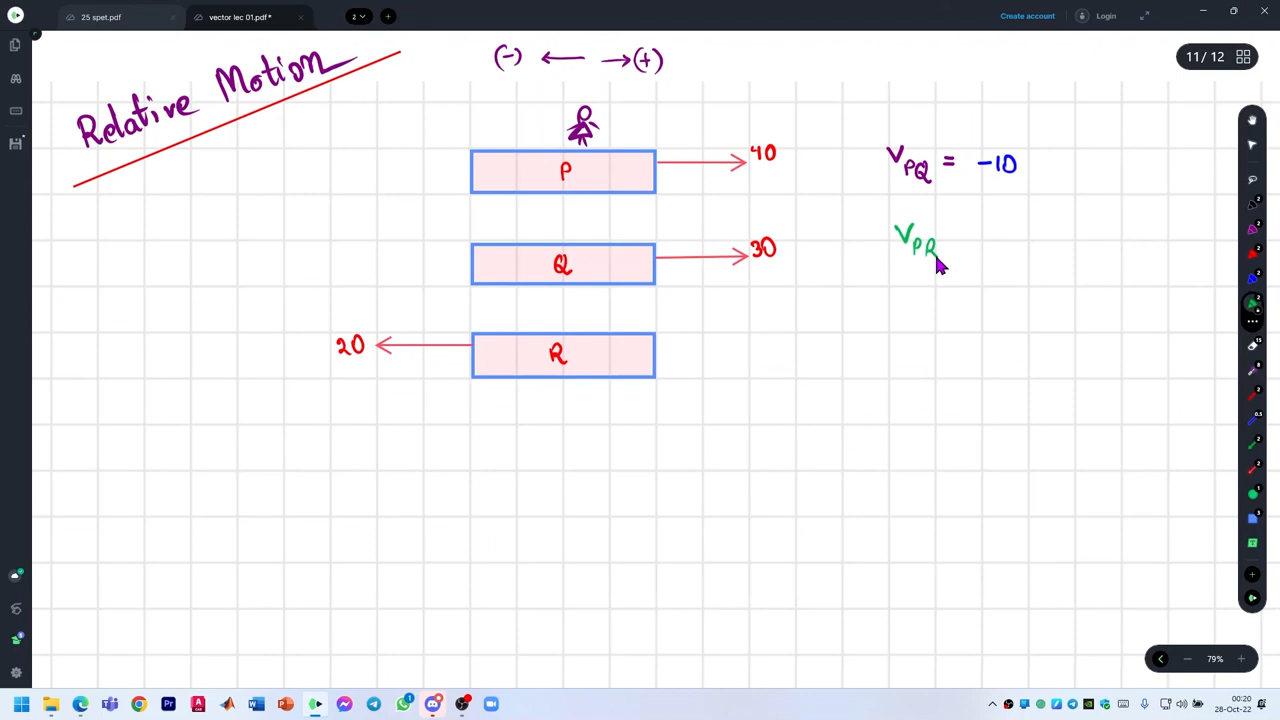 25 spet.pdf
vector lec 01.pdf*
2
Create account
Login
Relative Motion
(-) ← → (+)
11 / 12
P
40
V_PQ = -10
Q
30
V_PR
20
R
79%
00:20
28-Oct-22